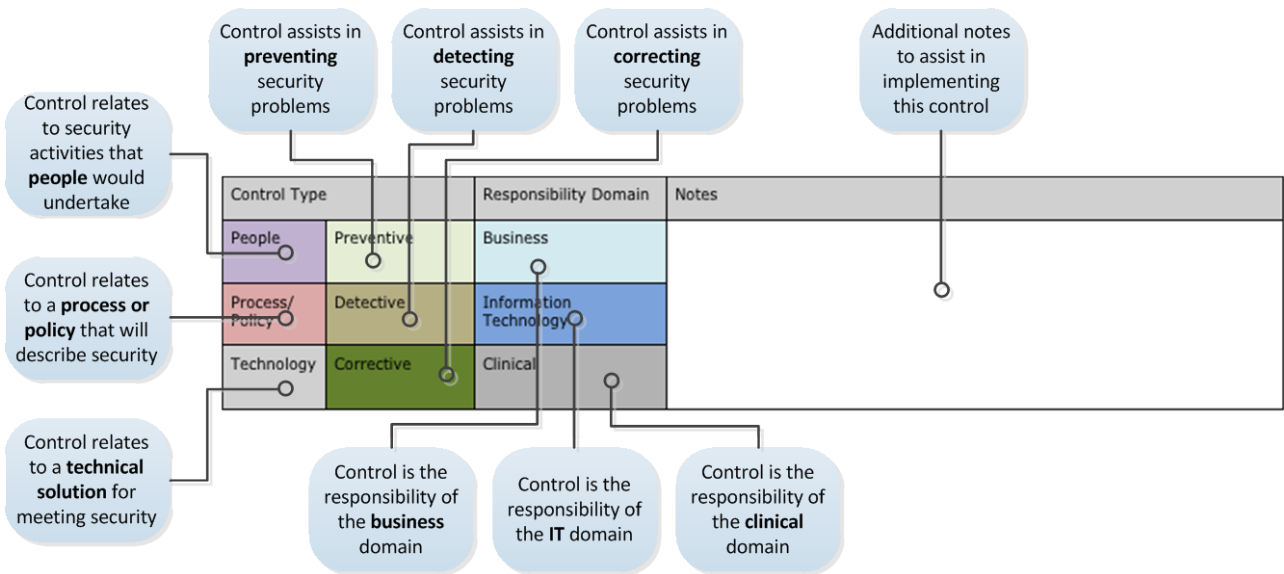 Control assists in
preventing
security
problems
Control assists in
detecting
security
problems
Control assists in
correcting
security
problems
Additional notes
to assist in
implementing
this control
Control relates
to security
activities that
people would
undertake
Control relates
to a process or
policy that will
describe security
Control relates
to a technical
solution for
meeting security
Control Type
Responsibility Domain
Notes
People
Preventive
Business
Process/
Policy
Detective
Information
Technology
Technology
Corrective
Clinical
Control is the
responsibility of
the business
domain
Control is the
responsibility of
the IT domain
Control is the
responsibility of
the clinical
domain